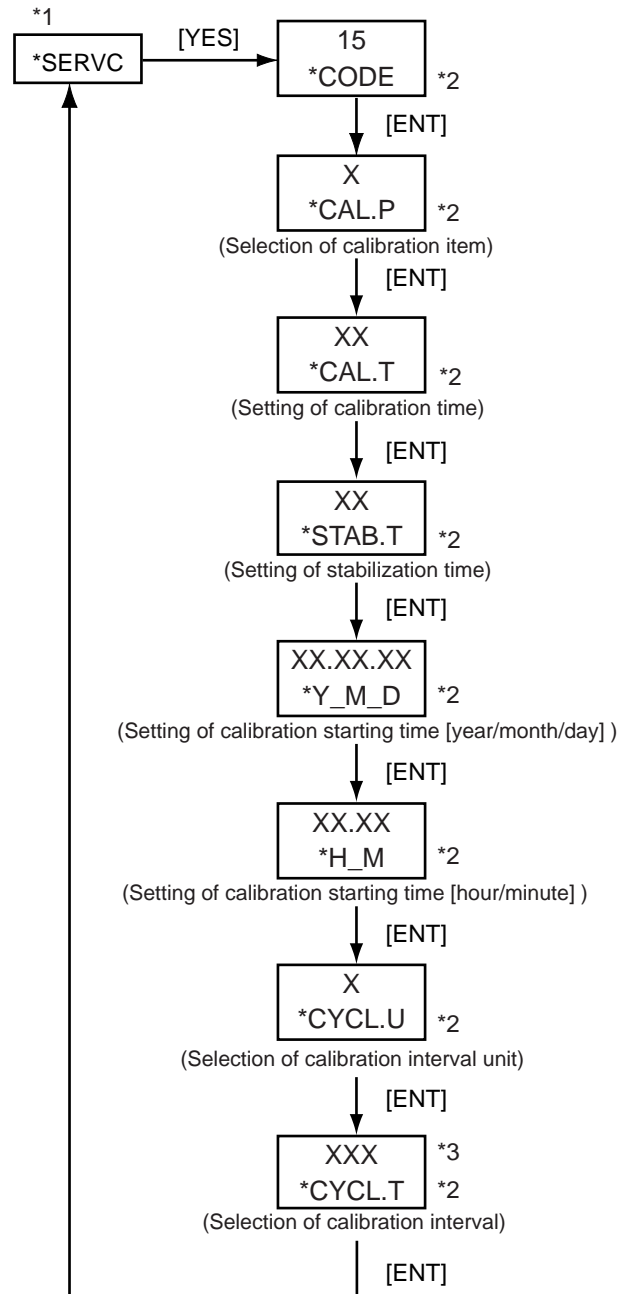 *1
*SERVC
[YES]
15
*CODE *2
[ENT]
X
*CAL.P *2
(Selection of calibration item)
[ENT]
XX
*CAL.T *2
(Setting of calibration time)
[ENT]
XX
*STAB.T *2
(Setting of stabilization time)
[ENT]
XX.XX.XX
*Y_M_D *2
(Setting of calibration starting time [year/month/day] )
[ENT]
XX.XX
*H_M *2
(Setting of calibration starting time [hour/minute] )
[ENT]
X
*CYCL.U *2
(Selection of calibration interval unit)
[ENT]
XXX *3
*CYCL.T *2
(Selection of calibration interval)
[ENT]